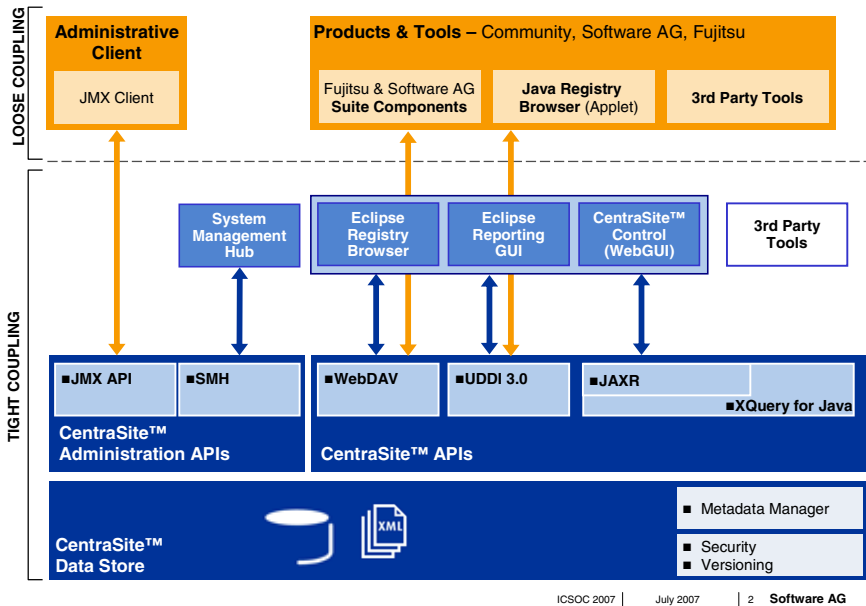 LOOSE COUPLING
Administrative
Client
JMX Client
Products & Tools – Community, Software AG, Fujitsu
Fujitsu & Software AG
Suite Components
Java Registry
Browser (Applet)
3rd Party Tools
TIGHT COUPLING
System
Management
Hub
Eclipse
Registry
Browser
Eclipse
Reporting
GUI
CentraSite™
Control
(WebGUI)
3rd Party
Tools
■JMX API
■SMH
CentraSite™
Administration APIs
■WebDAV
■UDDI 3.0
■JAXR
■XQuery for Java
CentraSite™ APIs
CentraSite™
Data Store
XML
■ Metadata Manager
■ Security
■ Versioning
ICSOC 2007 | July 2007 | 2 Software AG